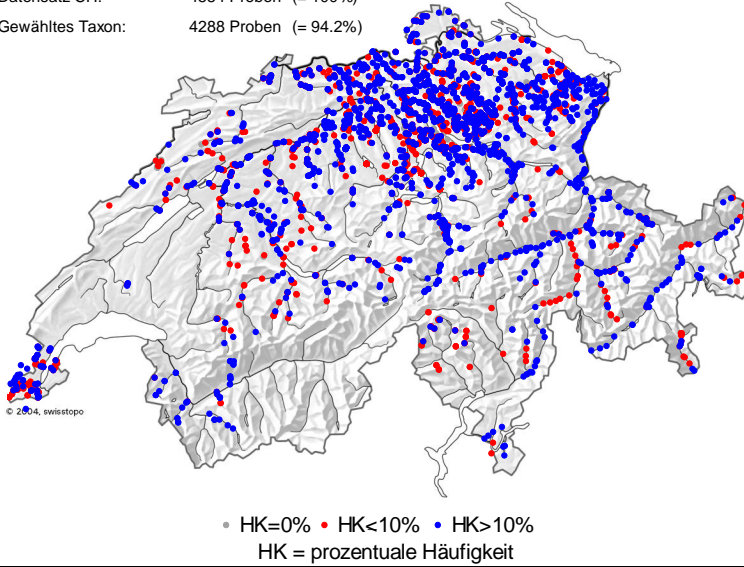 Gewähltes Taxon: 4288 Proben (= 94.2%)
© 2004, swisstopo
HK=0% HK<10% HK>10%
HK = prozentuale Häufigkeit